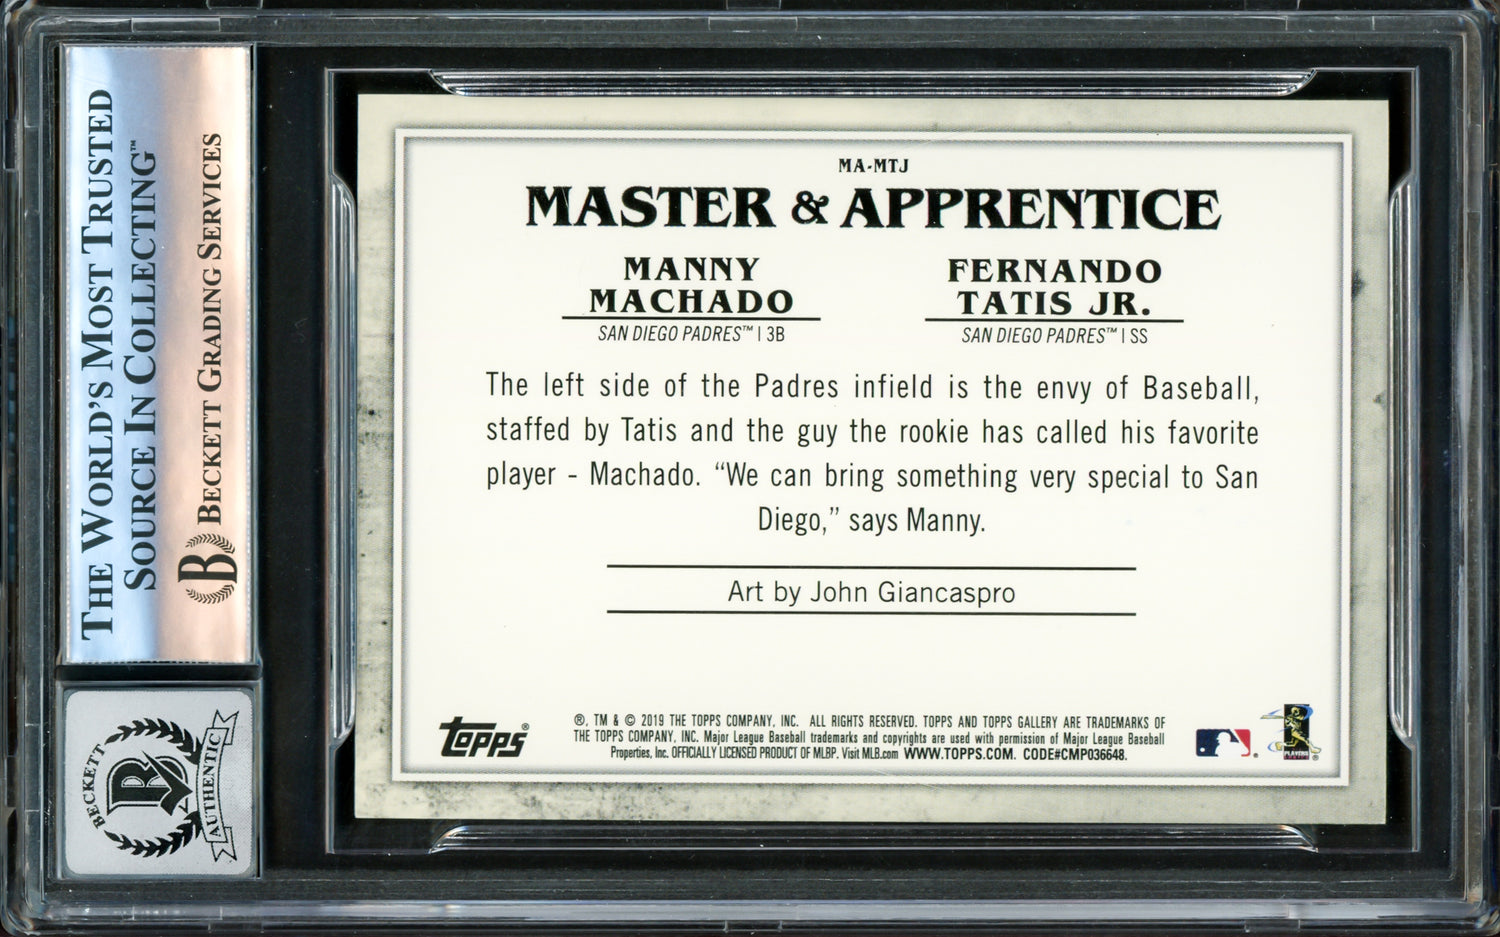 THE WORLD'S MOST TRUSTED
SOURCE IN COLLECTING™
B BECKETT GRADING SERVICES
BECKETT
B
AUTHENTIC
MA-MTJ
MASTER & APPRENTICE
MANNY
MACHADO
SAN DIEGO PADRES™ | 3B
FERNANDO
TATIS JR.
SAN DIEGO PADRES™ | SS
The left side of the Padres infield is the envy of Baseball,
staffed by Tatis and the guy the rookie has called his favorite
player - Machado. “We can bring something very special to San
Diego,” says Manny.
Art by John Giancaspro
topps®
®, TM & © 2019 THE TOPPS COMPANY, INC. ALL RIGHTS RESERVED. TOPPS AND TOPPS GALLERY ARE TRADEMARKS OF
THE TOPPS COMPANY, INC. Major League Baseball trademarks and copyrights are used with permission of Major League Baseball
Properties, Inc. OFFICIALLY LICENSED PRODUCT OF MLBP. Visit MLB.com WWW.TOPPS.COM. CODE#CMP036648.
PLAYERS